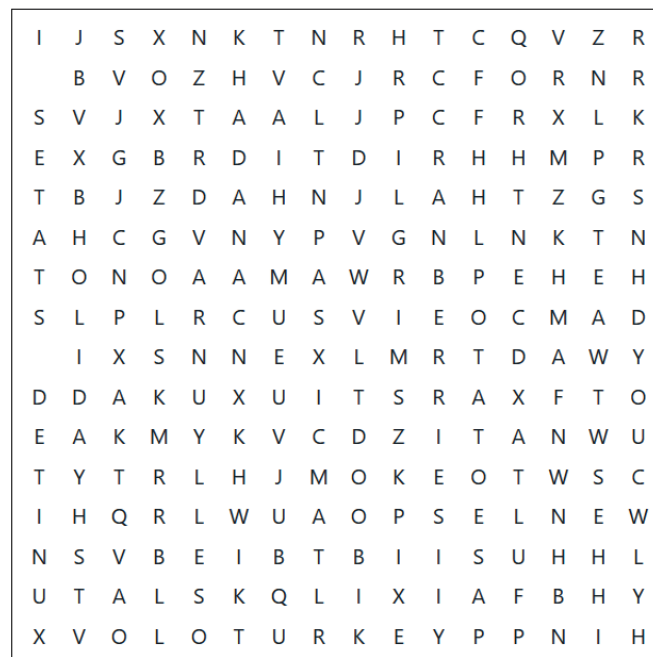 I J S X N K T N R H T C Q V Z R
B V O Z H V C J R C F O R N R
S V J X T A A L J P C F R X L K
E X G B R D I T D I R H H M P R
T B J Z D A H N J L A H T Z G S
A H C G V N Y P V G N L N K T N
T O N O A A M A W R B P E H E H
S L P L R C U S V I E O C M A D
I X S N N E X L M R T D A W Y
D D A K U X U I T S R A X F T O
E A K M Y K V C D Z I T A N W U
T Y T R L H J M O K E O T W S C
I H Q R L W U A O P S E L N E W
N S V B E I B T B I I S U H H L
U T A L S K Q L I X I A F B H Y
X V O L O T U R K E Y P P N I H